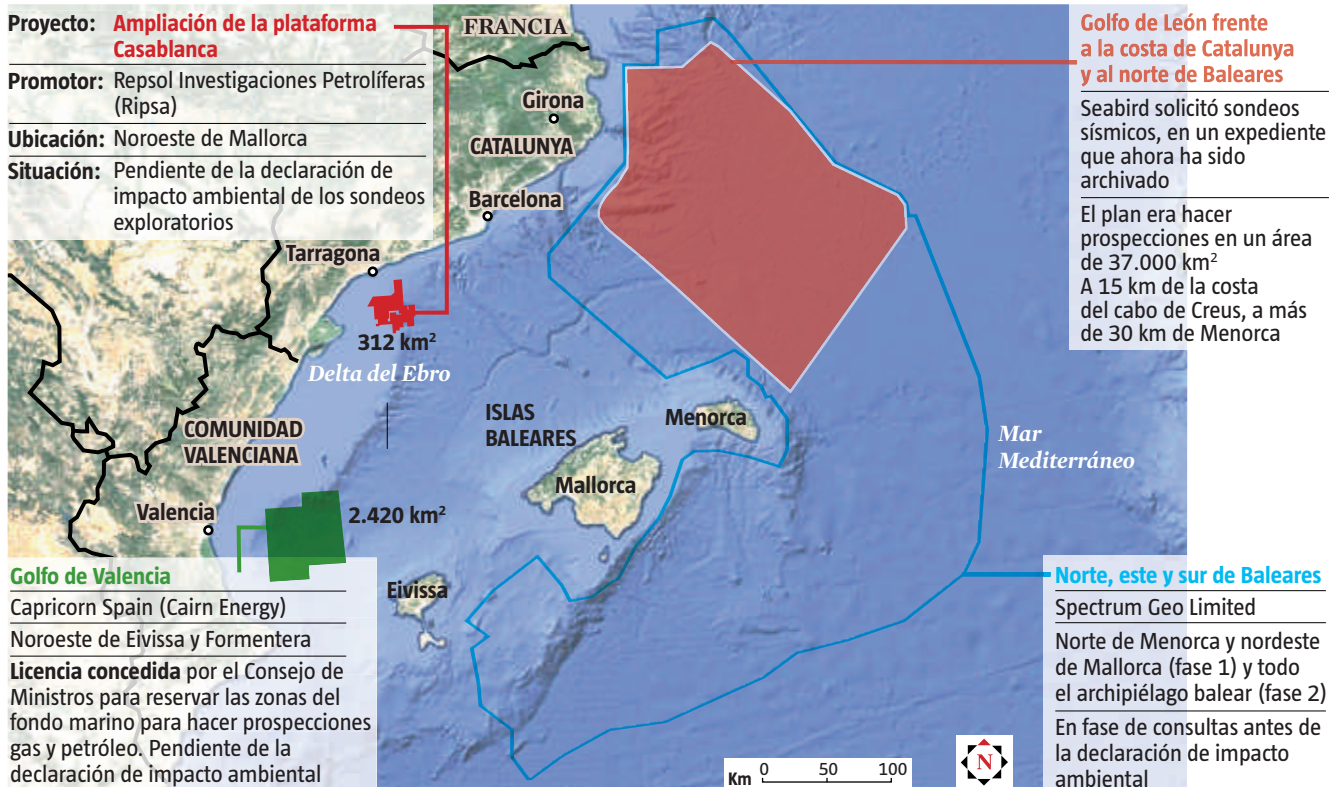 Proyecto: Ampliación de la plataforma
Casablanca
Promotor: Repsol Investigaciones Petrolíferas
(Ripsa)
Ubicación: Noroeste de Mallorca
Situación: Pendiente de la declaración de
impacto ambiental de los sondeos
exploratorios
FRANCIA
Girona
CATALUNYA
Barcelona
Tarragona
312 km²
Delta del Ebro
COMUNIDAD
VALENCIANA
Valencia
2.420 km²
ISLAS
BALEARES
Menorca
Mallorca
Eivissa
Mar
Mediterráneo
Golfo de León frente
a la costa de Catalunya
y al norte de Baleares
Seabird solicitó sondeos
sísmicos, en un expediente
que ahora ha sido
archivado
El plan era hacer
prospecciones en un área
de 37.000 km²
A 15 km de la costa
del cabo de Creus, a más
de 30 km de Menorca
Golfo de Valencia
Capricorn Spain (Cairn Energy)
Noroeste de Eivissa y Formentera
Licencia concedida por el Consejo de
Ministros para reservar las zonas del
fondo marino para hacer prospecciones
gas y petróleo. Pendiente de la
declaración de impacto ambiental
Norte, este y sur de Baleares
Spectrum Geo Limited
Norte de Menorca y nordeste
de Mallorca (fase 1) y todo
el archipiélago balear (fase 2)
En fase de consultas antes de
la declaración de impacto
ambiental
Km 0 50 100
N